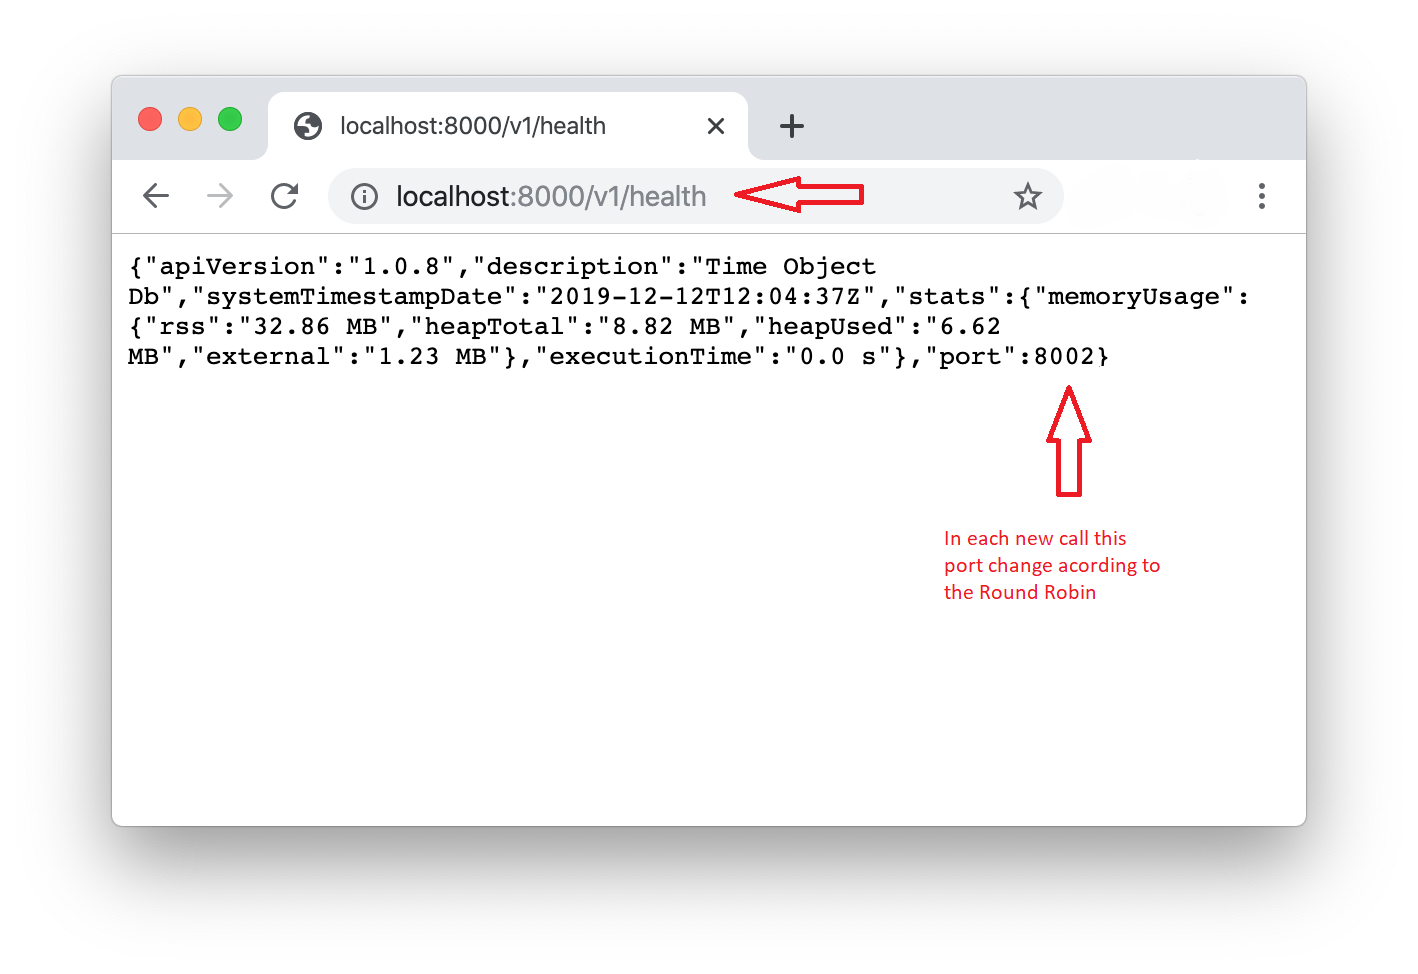 localhost:8000/v1/health
localhost:8000/v1/health
{"apiVersion":"1.0.8","description":"Time Object
Db","systemTimestampDate":"2019-12-12T12:04:37Z","stats":{"memoryUsage":
{"rss":"32.86 MB","heapTotal":"8.82 MB","heapUsed":"6.62
MB","external":"1.23 MB"},"executionTime":"0.0 s"},"port":8002}
In each new call this
port change acording to
the Round Robin